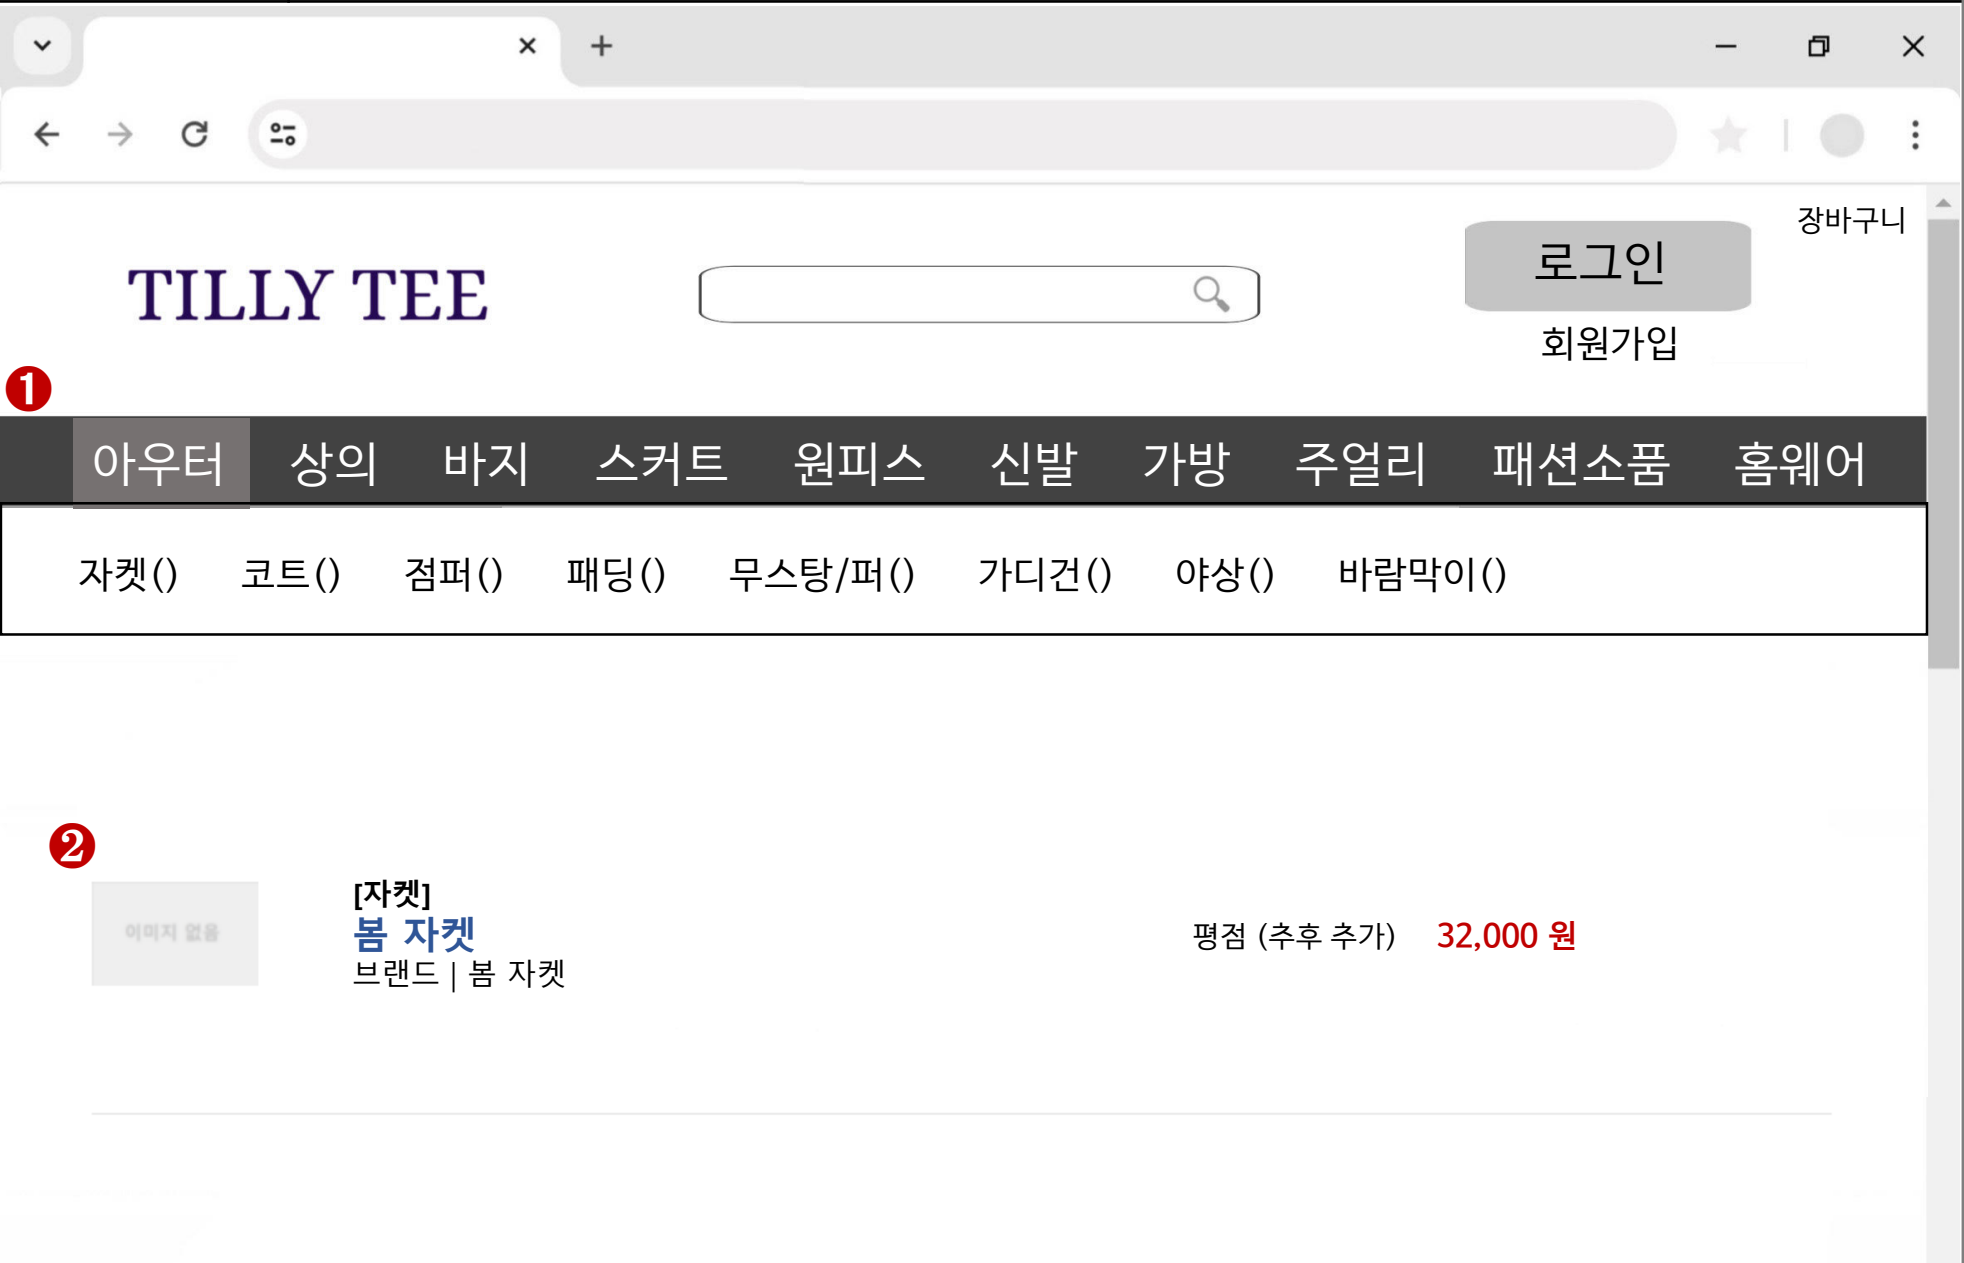 장바구니
로그인
TILLY TEE
회원가입
❶
아우터 상의 바지 스커트 원피스 신발 가방 주얼리 패션소품 홈웨어
자켓() 코트() 점퍼() 패딩() 무스탕/퍼() 가디건() 야상() 바람막이()
❷
[자켓]
이미지 없음
봄 자켓
평점 (추후 추가) 32,000 원
브랜드 | 봄 자켓